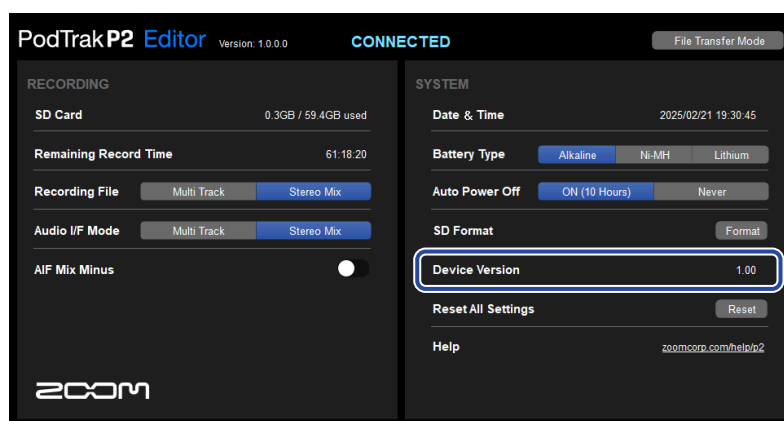 PodTrak P2 Editor Version: 1.0.0.0 CONNECTED File Transfer Mode
RECORDING
SD Card 0.3GB / 59.4GB used
Remaining Record Time 61:18:20
Recording File Multi Track Stereo Mix
Audio I/F Mode Multi Track Stereo Mix
AIF Mix Minus
zoom
SYSTEM
Date & Time 2025/02/21 19:30:45
Battery Type Alkaline Ni-MH Lithium
Auto Power Off ON (10 Hours) Never
SD Format Format
Device Version 1.00
Reset All Settings Reset
Help zoomcorp.com/help/p2